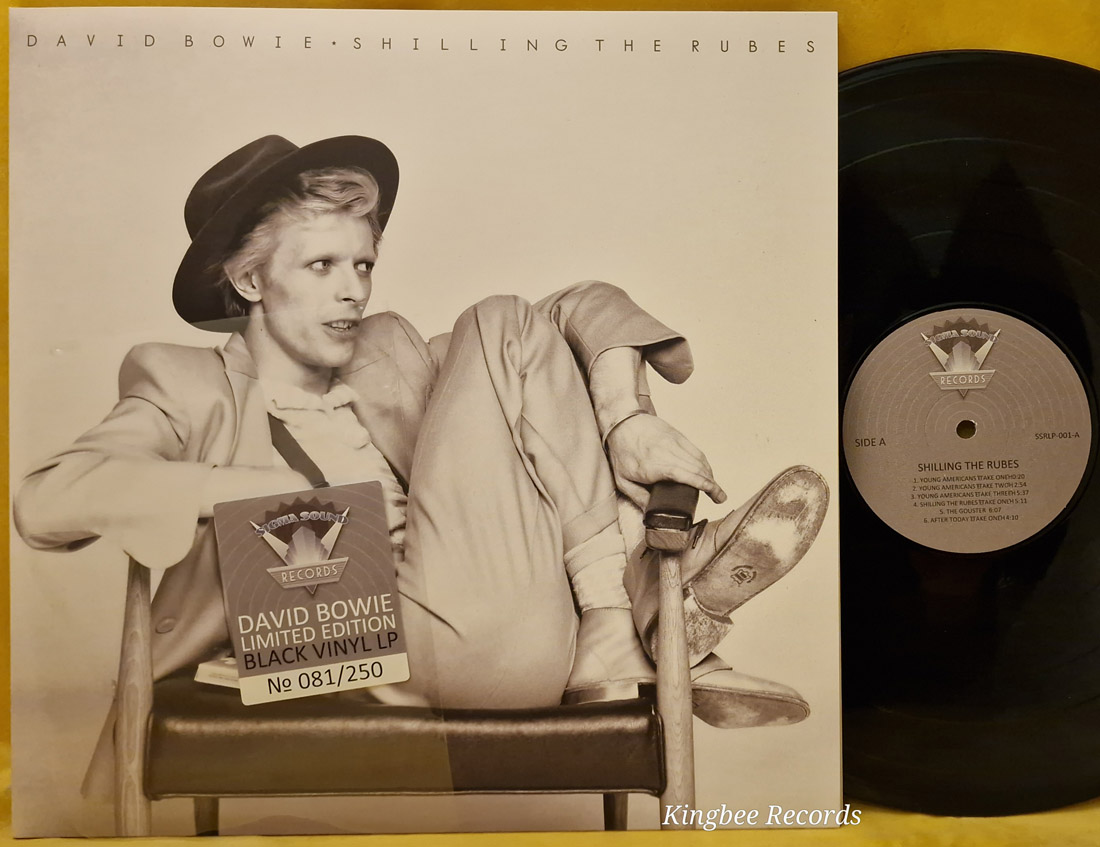 DAVID BOWIE • SHILLING THE RUBES
SIGMA SOUND
RECORDS
DAVID BOWIE
LIMITED EDITION
BLACK VINYL LP
№ 081/250
SIGMA SOUND
RECORDS
SIDE A
SSRLP-001-A
SHILLING THE RUBES
1. YOUNG AMERICANS (TAKE ONE)
2. YOUNG AMERICANS (TAKE TWO) 2:54
3. YOUNG AMERICANS (TAKE THREE) 5:37
4. SHILLING THE RUBES (TAKE ONE) 5:13
5. THE GOUSTER 6:07
6. AFTER TODAY (TAKE ONE) 4:10
Kingbee Records